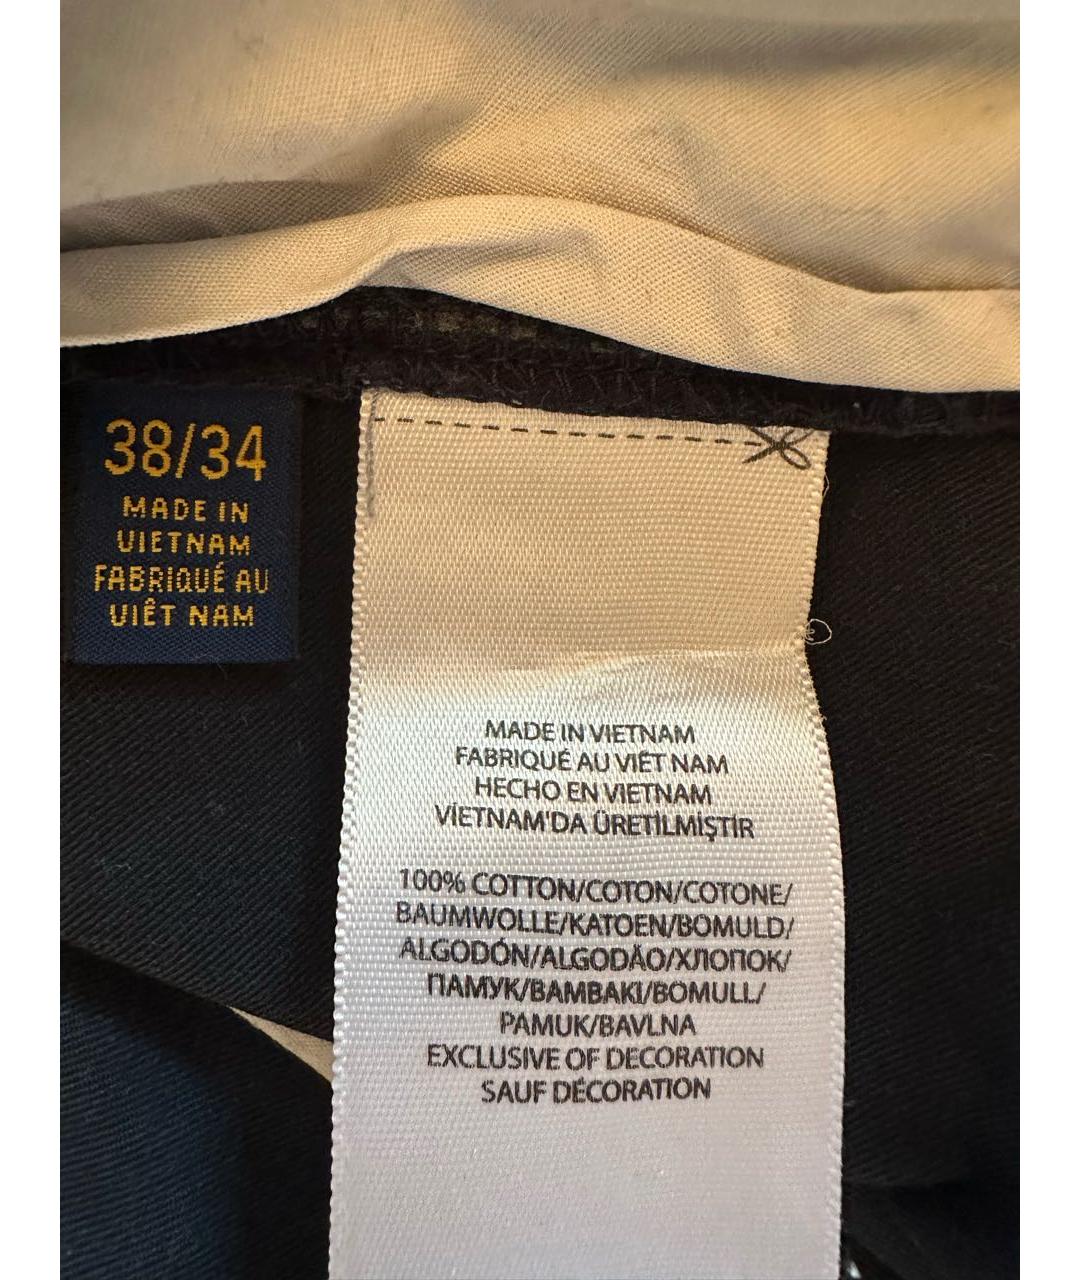 38/34
MADE IN
VIETNAM
FABRIQUÉ AU
VIÊT NAM
MADE IN VIETNAM
FABRIQUÉ AU VIÊT NAM
HECHO EN VIETNAM
VİETNAM'DA ÜRETİLMİŞTİR
100% COTTON/COTON/COTONE/
BAUMWOLLE/KATOEN/BOMULD/
ALGODÓN/ALGODÃO/ХЛОПОК/
ПАМУК/BAMBAKI/BOMULL/
PAMUK/BAVLNA
EXCLUSIVE OF DECORATION
SAUF DÉCORATION